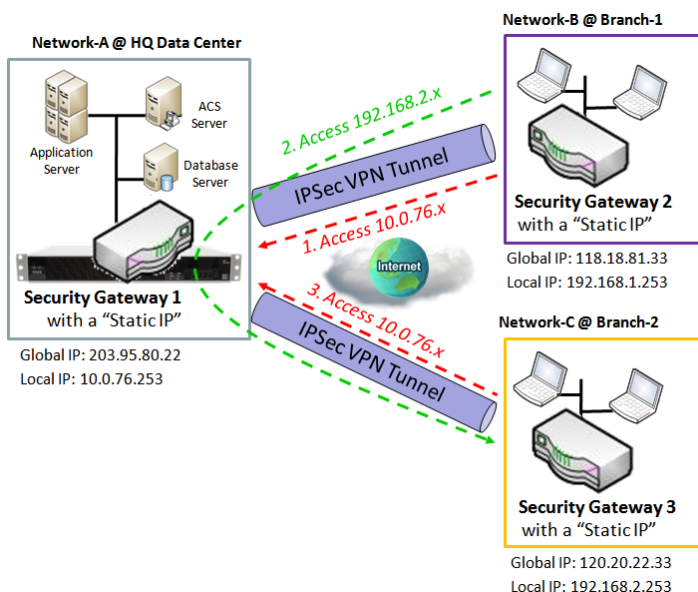 Network-A @ HQ Data Center
Application
Server
ACS
Server
Database
Server
Security Gateway 1
with a “Static IP”
Global IP: 203.95.80.22
Local IP: 10.0.76.253
2. Access 192.168.2.x
IPSec VPN Tunnel
1. Access 10.0.76.x
Internet
3. Access 10.0.76.x
IPSec VPN Tunnel
Network-B @ Branch-1
Security Gateway 2
with a “Static IP”
Global IP: 118.18.81.33
Local IP: 192.168.1.253
Network-C @ Branch-2
Security Gateway 3
with a “Static IP”
Global IP: 120.20.22.33
Local IP: 192.168.2.253